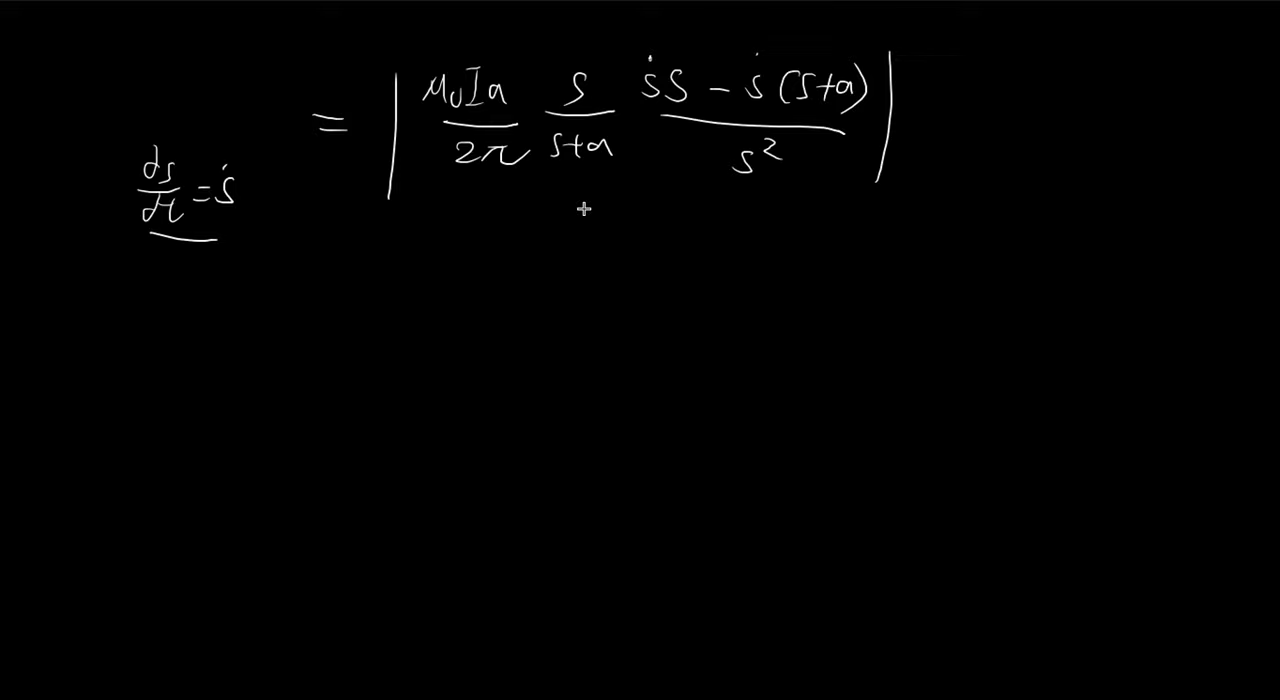 = | μ₀Ia/2π s/(s+a) (ṡs − ṡ(s+a))/s² |
ds/dt = ṡ